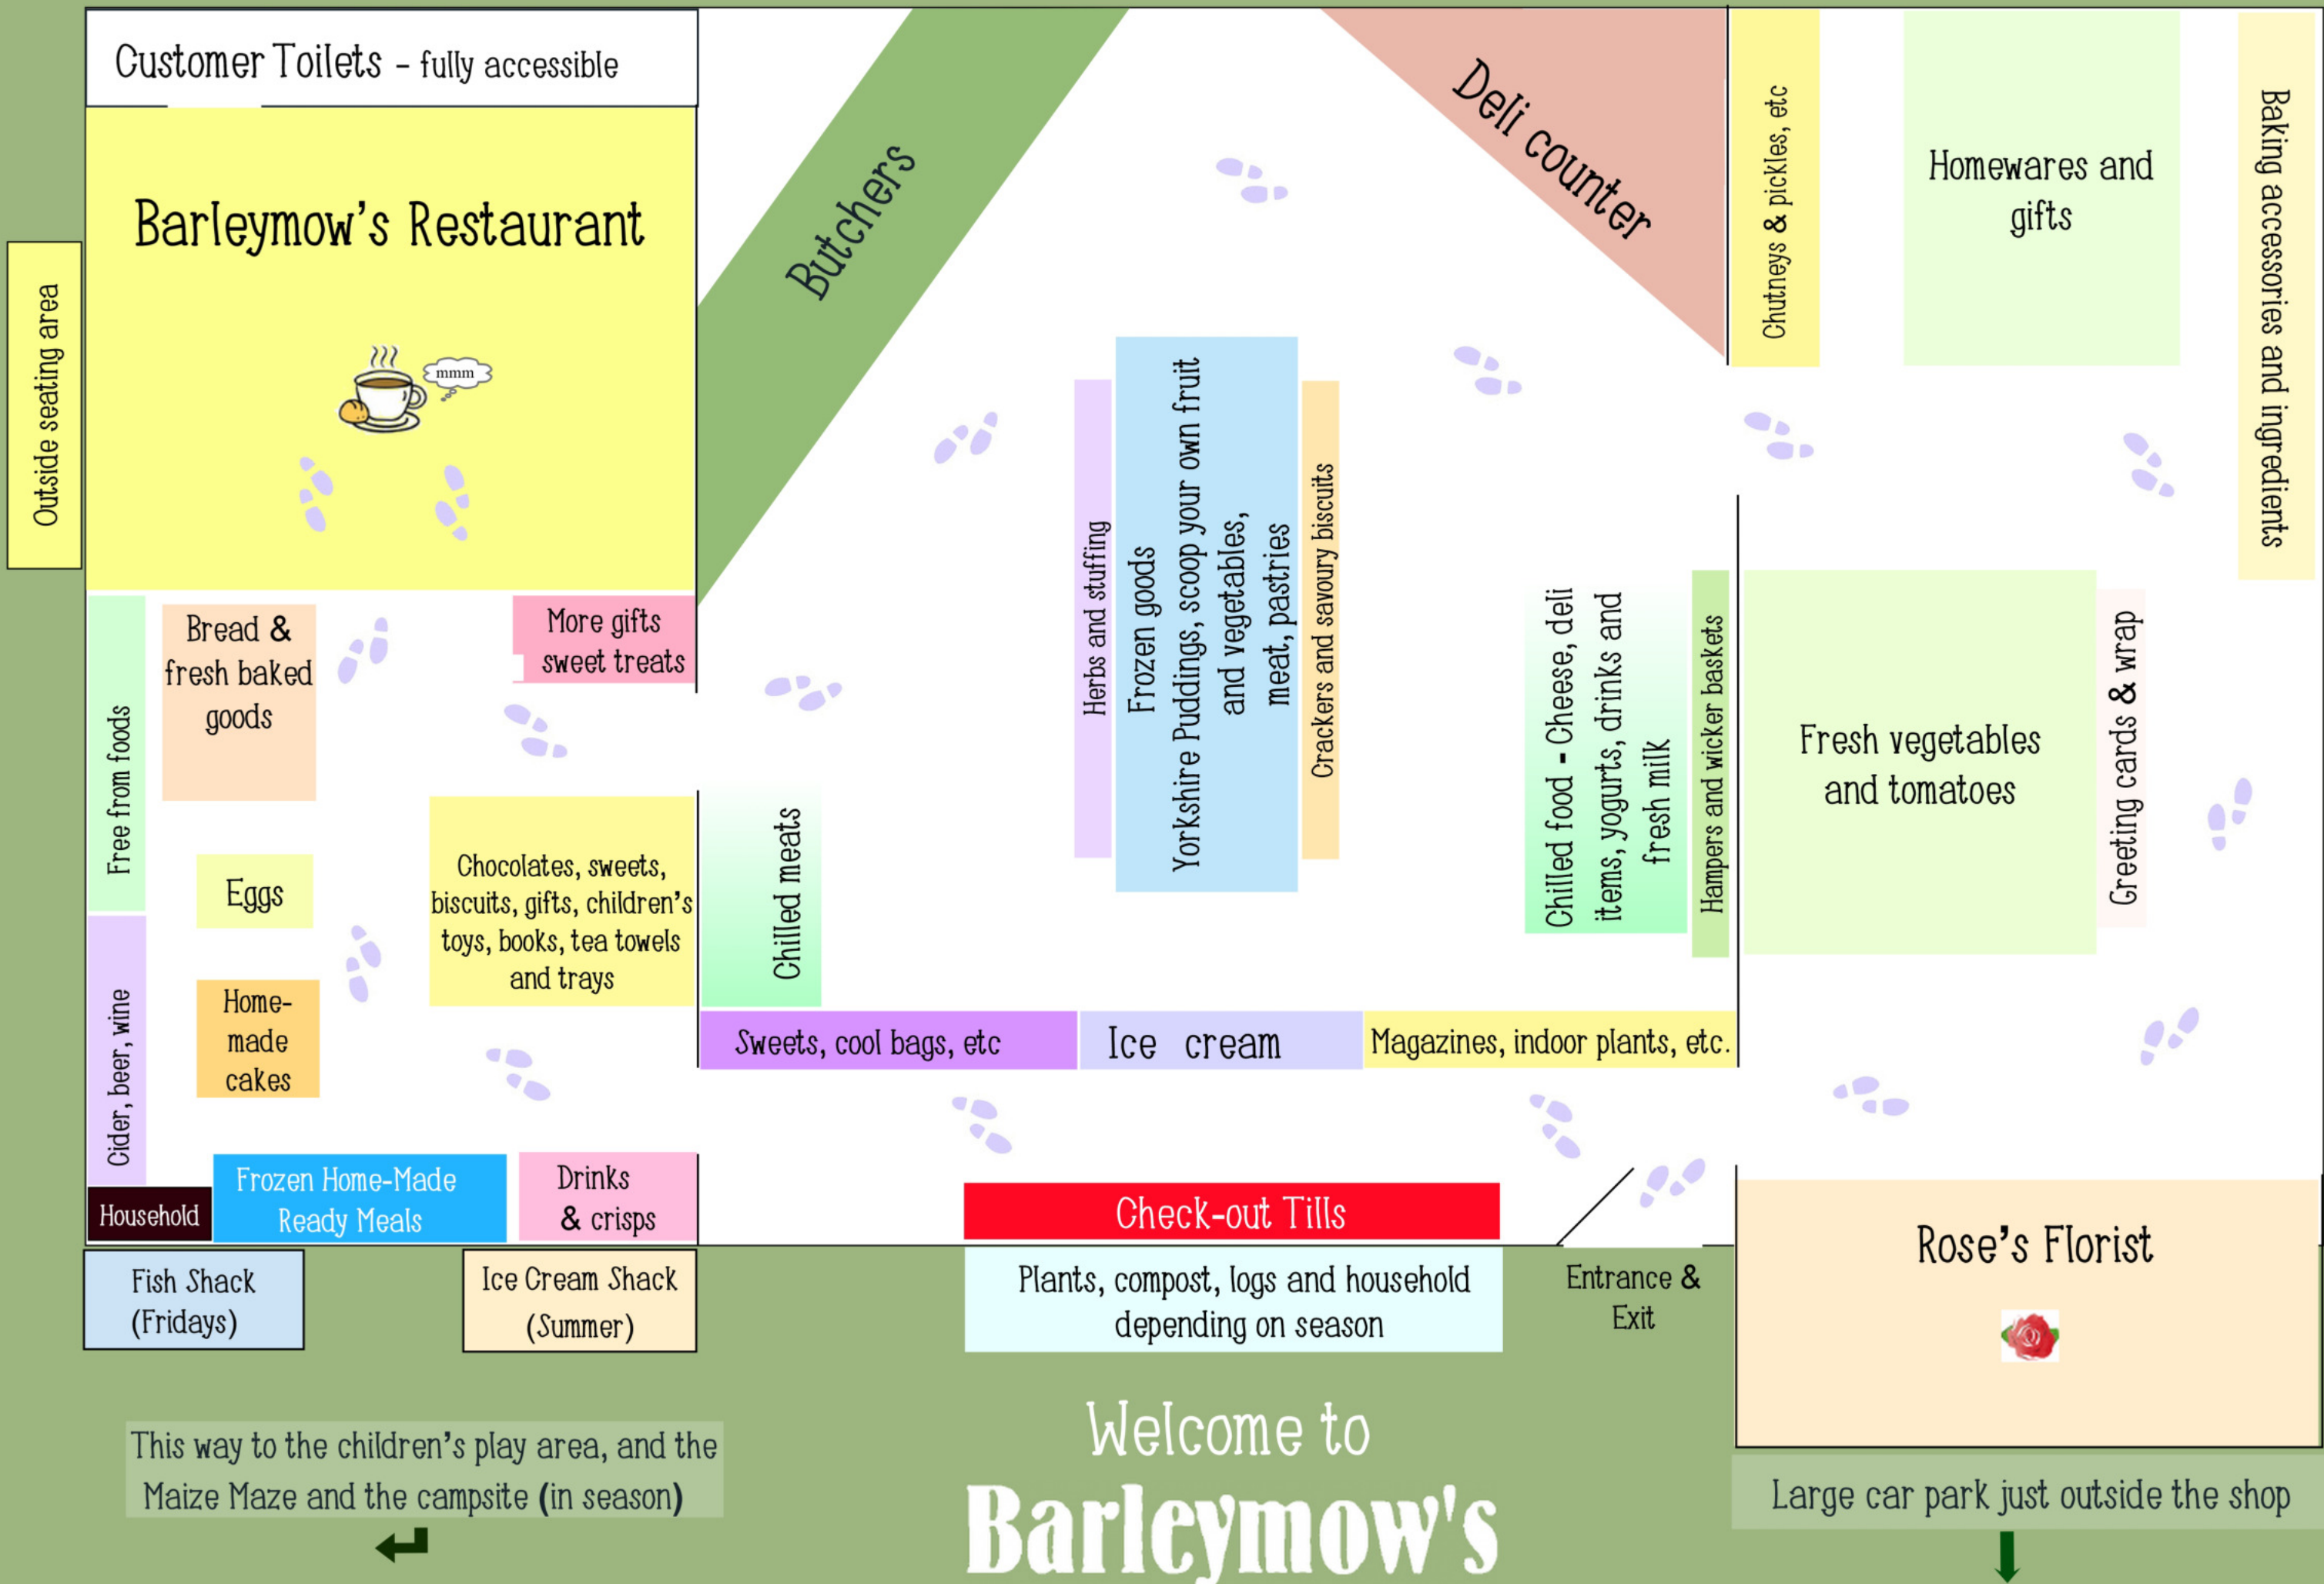 Customer Toilets - fully accessible
Barleymow's Restaurant
mmm
Outside seating area
Butchers
Deli counter
Chutneys & pickles, etc
Homewares and
gifts
Baking accessories and ingredients
Herbs and stuffing
Frozen goods
Yorkshire Puddings, scoop your own fruit
and vegetables,
meat, pastries
Crackers and savoury biscuits
Chilled food - Cheese, deli
items, yogurts, drinks and
fresh milk
Hampers and wicker baskets
Fresh vegetables
and tomatoes
Greeting cards & wrap
Free from foods
Bread &
fresh baked
goods
More gifts
sweet treats
Eggs
Chocolates, sweets,
biscuits, gifts, children's
toys, books, tea towels
and trays
Chilled meats
Cider, beer, wine
Home-
made
cakes
Sweets, cool bags, etc
Ice cream
Magazines, indoor plants, etc.
Household
Frozen Home-Made
Ready Meals
Drinks
& crisps
Check-out Tills
Fish Shack
(Fridays)
Ice Cream Shack
(Summer)
Plants, compost, logs and household
depending on season
Entrance &
Exit
Rose's Florist
This way to the children's play area, and the
Maize Maze and the campsite (in season)
Welcome to
Barleymow's
Large car park just outside the shop